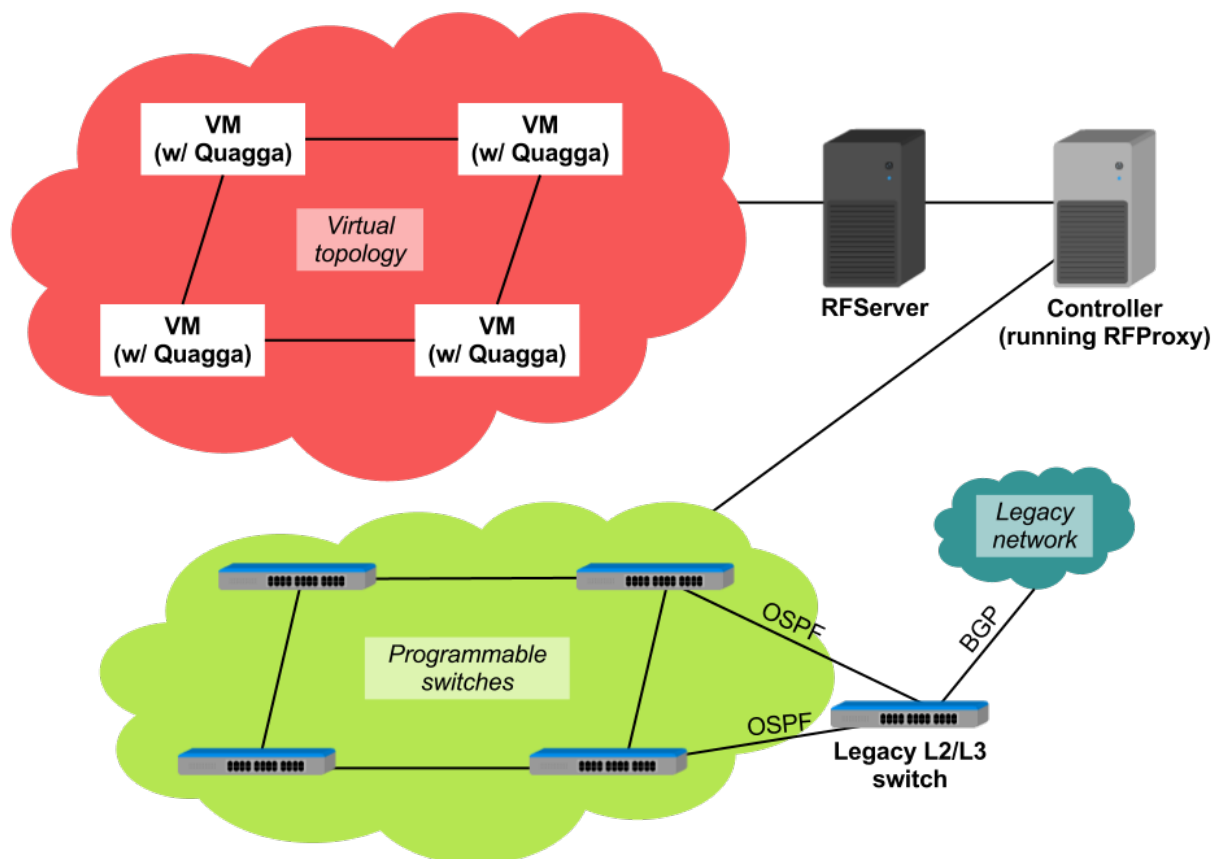 VM
(w/ Quagga)
VM
(w/ Quagga)
Virtual
topology
VM
(w/ Quagga)
VM
(w/ Quagga)
RFServer
Controller
(running RFProxy)
Legacy
network
OSPF
BGP
Programmable
switches
OSPF
Legacy L2/L3
switch